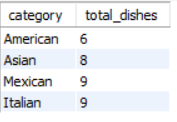 category total_dishes
American 6
Asian 8
Mexican 9
Italian 9